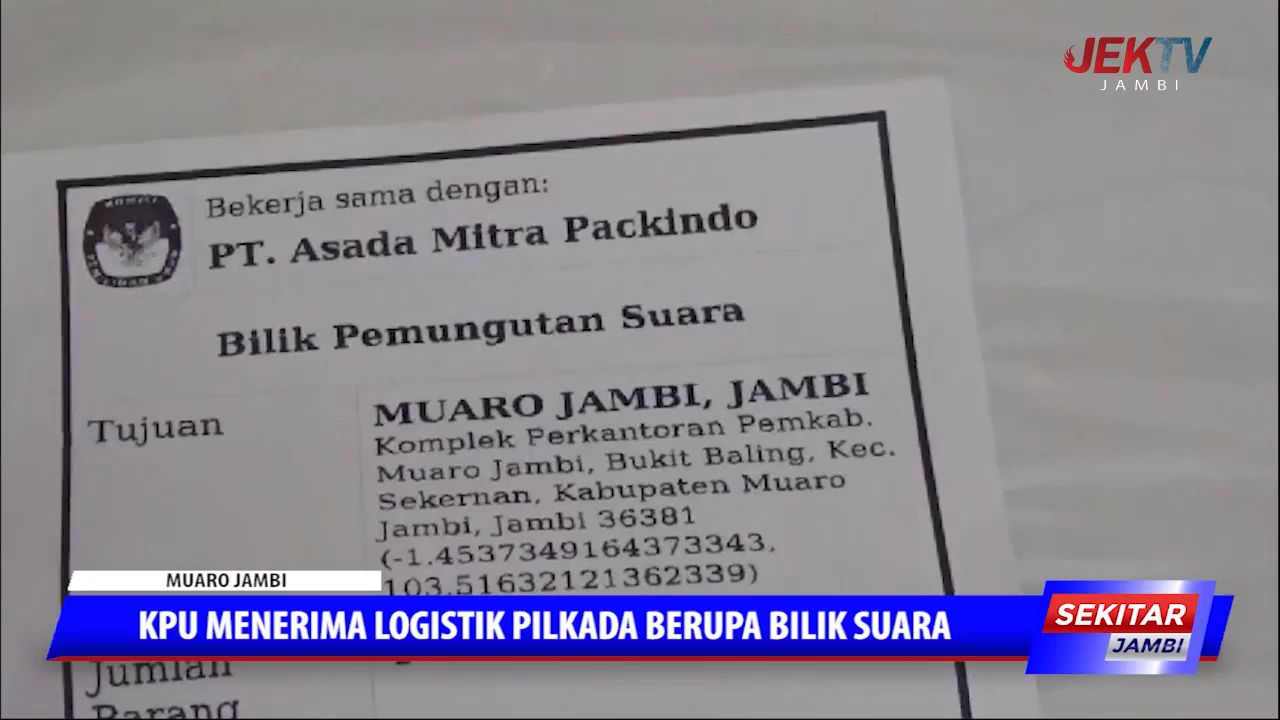 JEKTV
JAMBI
Bekerja sama dengan:
PT. Asada Mitra Packindo
Bilik Pemungutan Suara
Tujuan
MUARO JAMBI, JAMBI
Komplek Perkantoran Pemkab.
Muaro Jambi, Bukit Baling, Kec.
Sekernan, Kabupaten Muaro
Jambi, Jambi 36381
(-1.4537349164373343,
103.51632121362339)
MUARO JAMBI
KPU MENERIMA LOGISTIK PILKADA BERUPA BILIK SUARA
SEKITAR
JAMBI
Jumlah
Barang